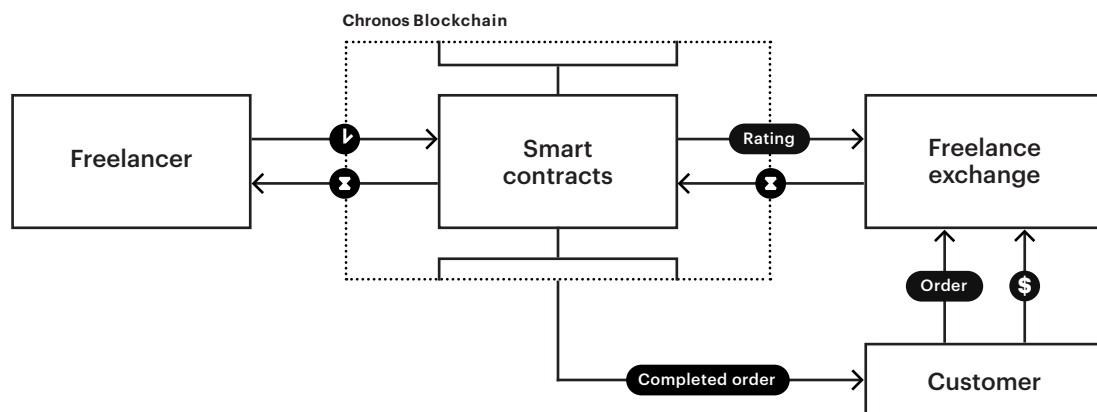 Chronos Blockchain
Freelancer
Smart
contracts
Rating
Freelance
exchange
Order
$
Completed order
Customer